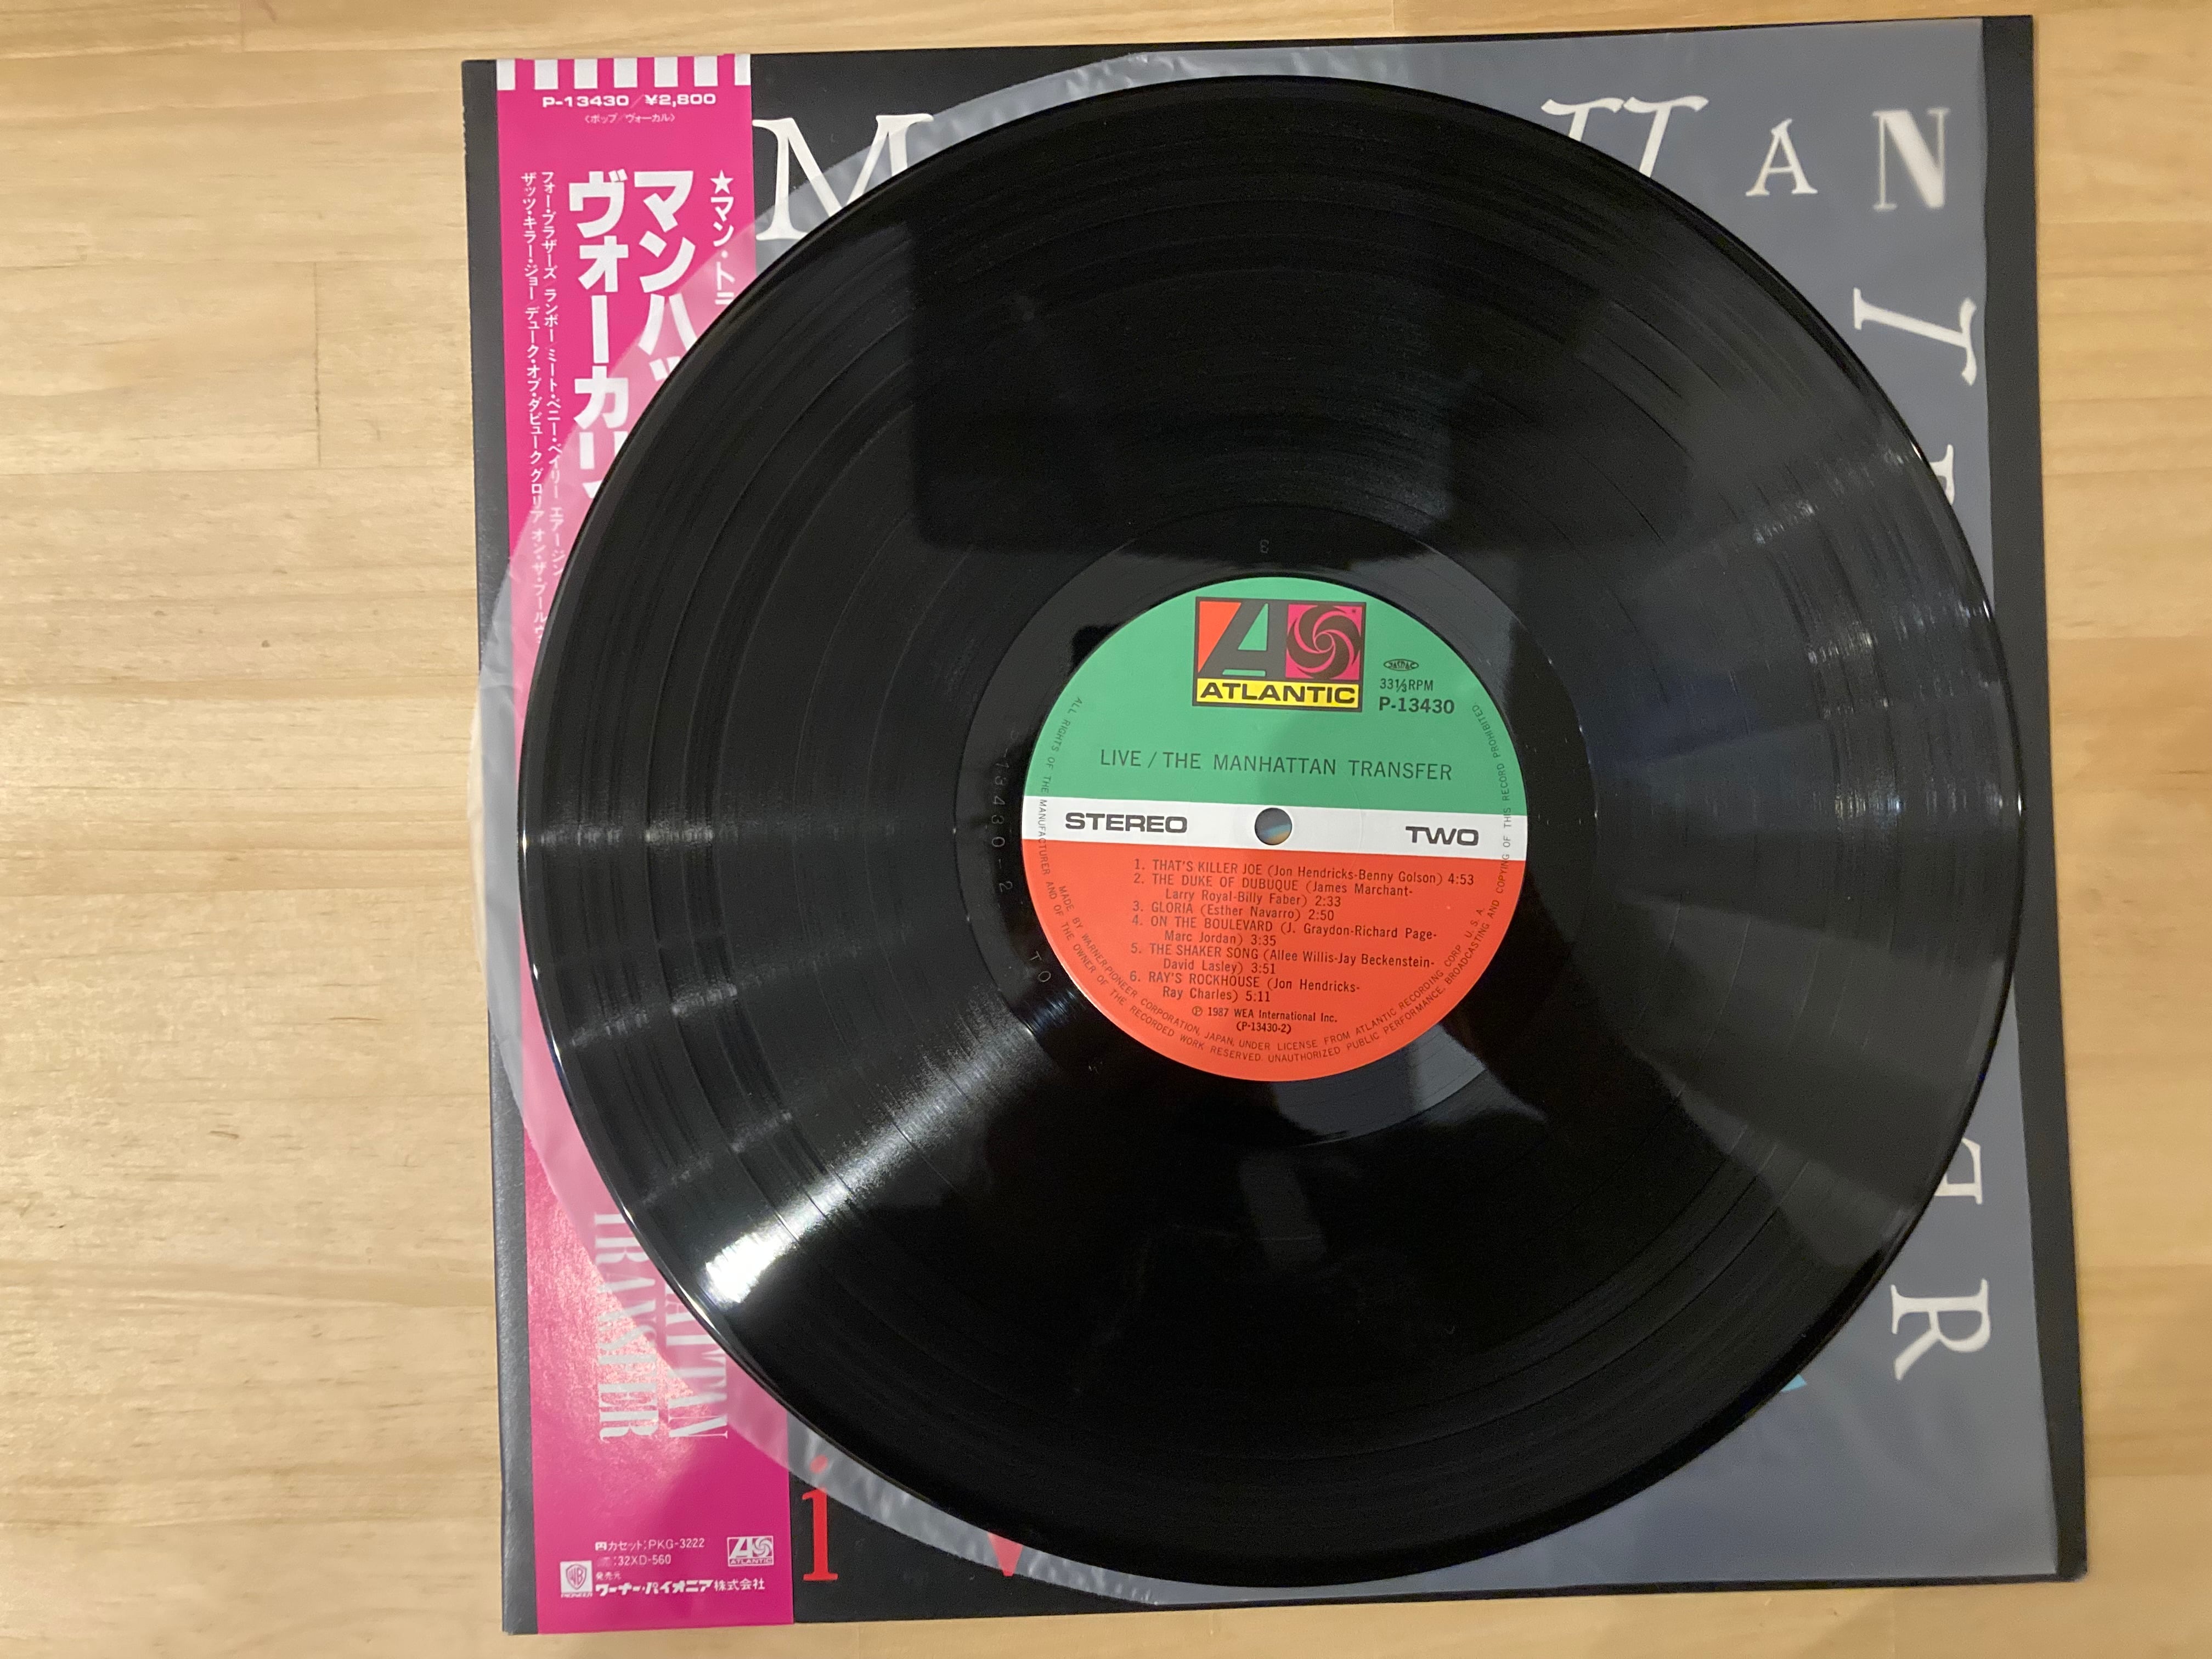 P-13430/¥2,800
〈ポップ/ヴォーカル〉
★マン・トラ
マンハッ
ヴォーカリ
フォー・ブラザーズ/ランボー/ミート・ベニー・ベイリー/エアージン
ザッツ・キラー・ジョー/デューク・オブ・ダビューク/グロリア/オン・ザ・ブールヴ
M
TTAN
T
R
ATTAN
TRANSFER
i
カセット:PKG-3222
:32XD-560
発売元
ワーナー・パイオニア株式会社
WB
PIONEER
ATLANTIC
3
P-13430-2
TO
A
ATLANTIC
JASRAC
33⅓RPM
P-13430
LIVE / THE MANHATTAN TRANSFER
STEREO
TWO
1. THAT'S KILLER JOE (Jon Hendricks-Benny Golson) 4:53
2. THE DUKE OF DUBUQUE (James Marchant-
Larry Royal-Billy Faber) 2:33
3. GLORIA (Esther Navarro) 2:50
4. ON THE BOULEVARD (J. Graydon-Richard Page-
Marc Jordan) 3:35
5. THE SHAKER SONG (Allee Willis-Jay Beckenstein-
David Lasley) 3:51
6. RAY'S ROCKHOUSE (Jon Hendricks-
Ray Charles) 5:11
℗ 1987 WEA International Inc.
(P-13430-2)
MADE BY WARNER-PIONEER CORPORATION, JAPAN, UNDER LICENSE FROM ATLANTIC RECORDING CORP. U.S.A.
ALL RIGHTS OF THE MANUFACTURER AND OF THE OWNER OF THE RECORDED WORK RESERVED UNAUTHORIZED PUBLIC PERFORMANCE, BROADCASTING AND COPYING OF THIS RECORD PROHIBITED